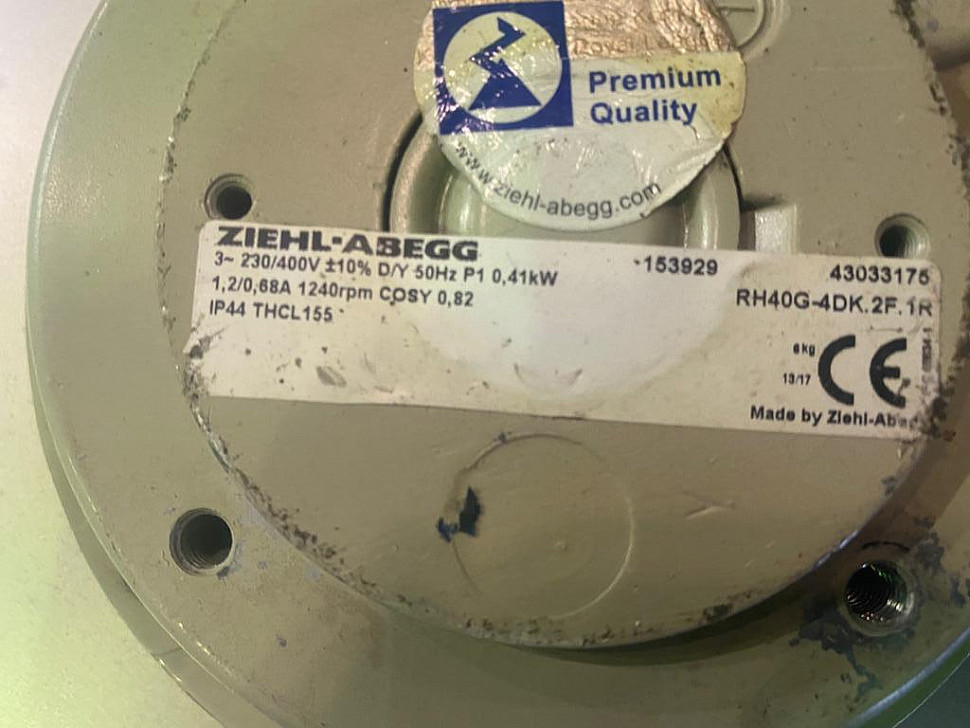 Premium
Quality
www.ziehl-abegg.com
ZIEHL-ABEGG
3~ 230/400V ±10% D/Y 50Hz P1 0,41kW
1,2/0,68A 1240rpm COSY 0,82
IP44 THCL155
153929
43033175
RH40G-4DK.2F.1R
6kg
13/17
CE
Made by Ziehl-Abegg